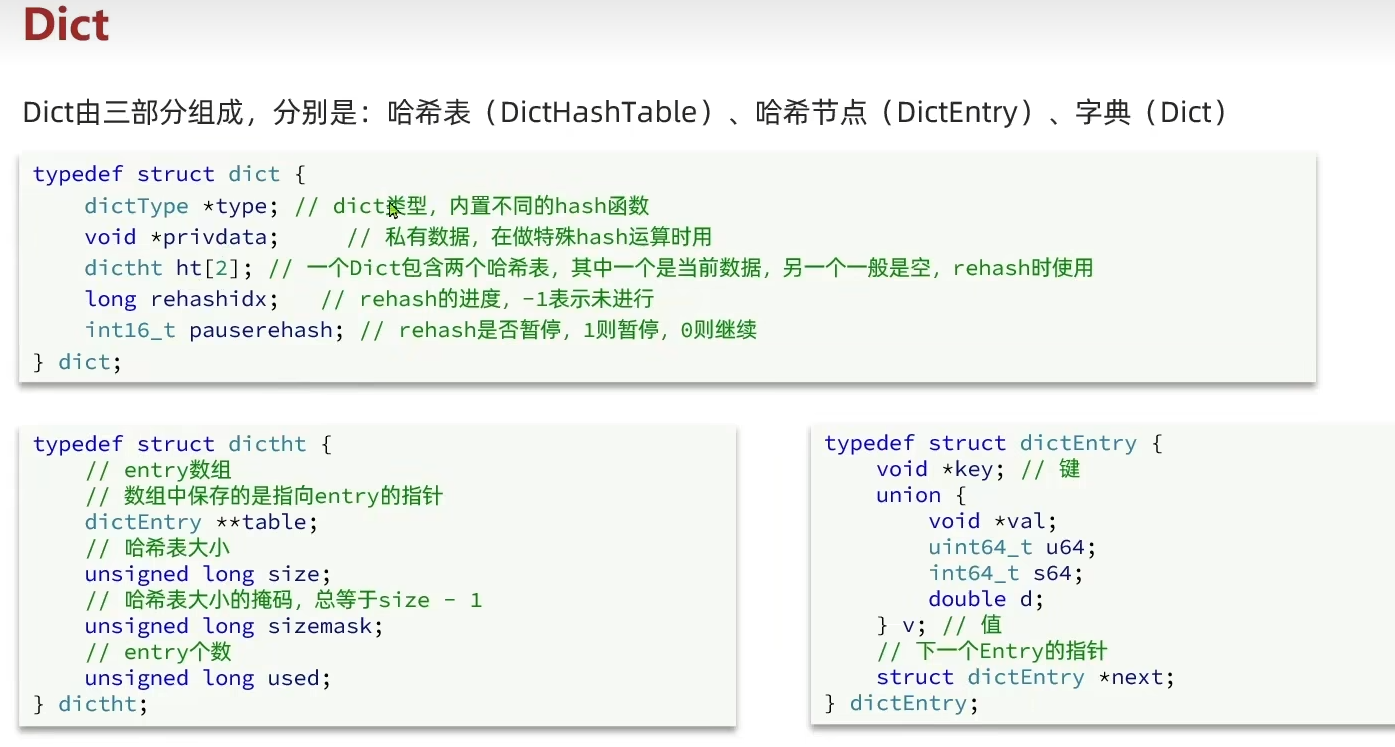 Dict
Dict由三部分组成，分别是：哈希表（DictHashTable）、哈希节点（DictEntry）、字典（Dict）
typedef struct dict {
    dictType *type; // dict类型，内置不同的hash函数
    void *privdata;     // 私有数据，在做特殊hash运算时用
    dictht ht[2]; // 一个Dict包含两个哈希表，其中一个是当前数据，另一个一般是空，rehash时使用
    long rehashidx;   // rehash的进度，-1表示未进行
    int16_t pauserehash; // rehash是否暂停，1则暂停，0则继续
} dict;
typedef struct dictht {
    // entry数组
    // 数组中保存的是指向entry的指针
    dictEntry **table;
    // 哈希表大小
    unsigned long size;
    // 哈希表大小的掩码，总等于size - 1
    unsigned long sizemask;
    // entry个数
    unsigned long used;
} dictht;
typedef struct dictEntry {
    void *key; // 键
    union {
        void *val;
        uint64_t u64;
        int64_t s64;
        double d;
    } v; // 值
    // 下一个Entry的指针
    struct dictEntry *next;
} dictEntry;